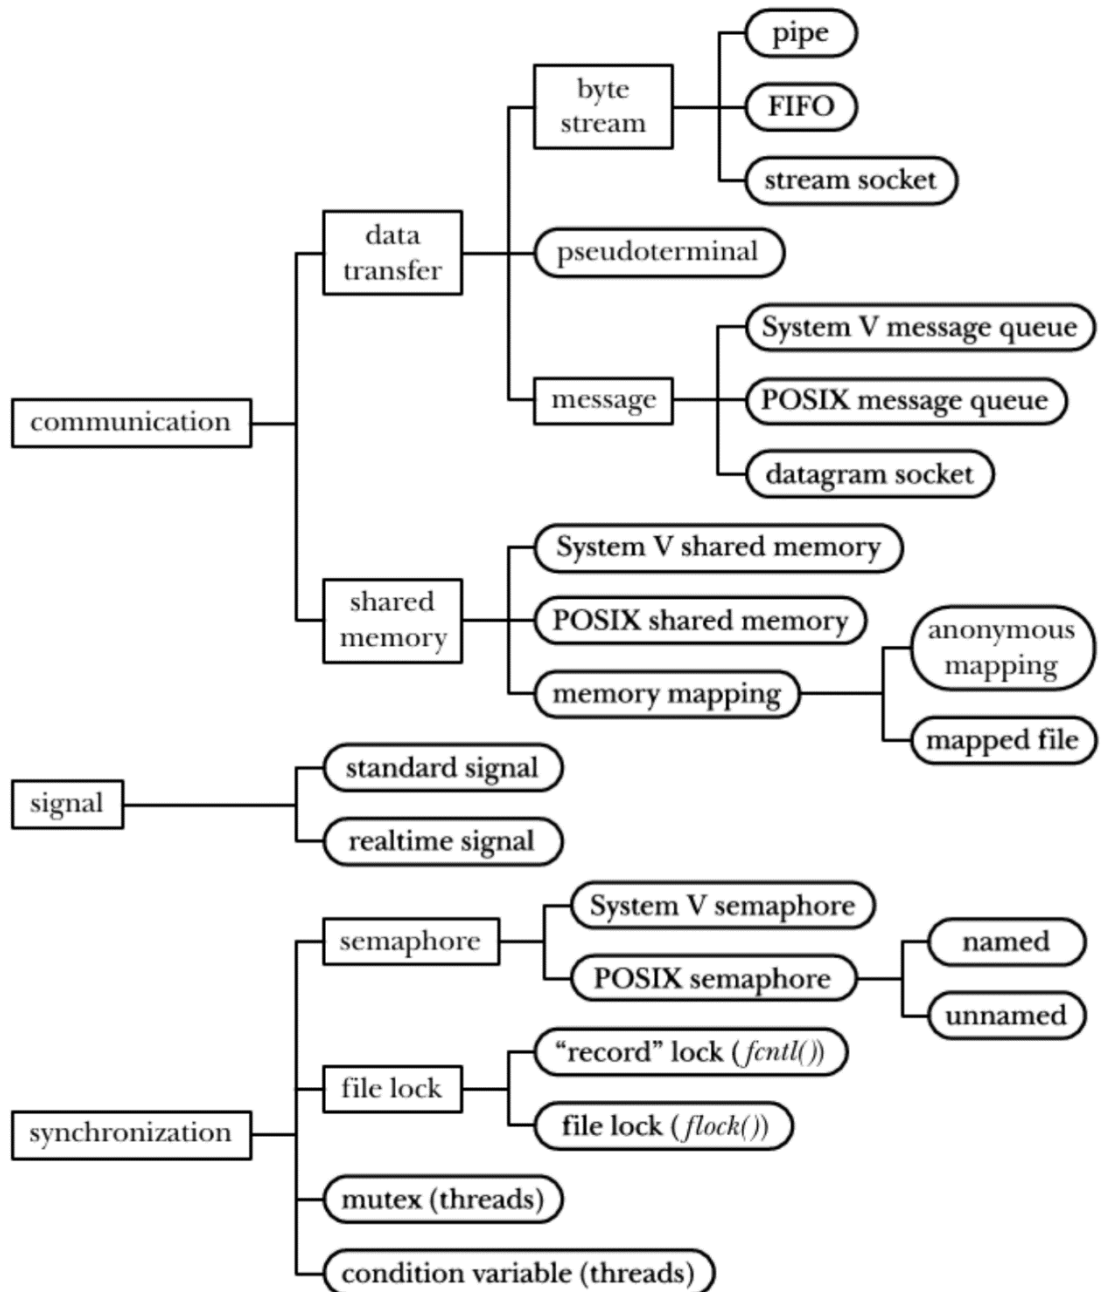 pipe
byte
stream
FIFO
stream socket
data
transfer
pseudoterminal
System V message queue
message
POSIX message queue
communication
datagram socket
System V shared memory
shared
memory
POSIX shared memory
anonymous
mapping
memory mapping
mapped file
standard signal
signal
realtime signal
System V semaphore
semaphore
named
POSIX semaphore
unnamed
“record” lock (fcntl())
file lock
file lock (flock())
synchronization
mutex (threads)
condition variable (threads)